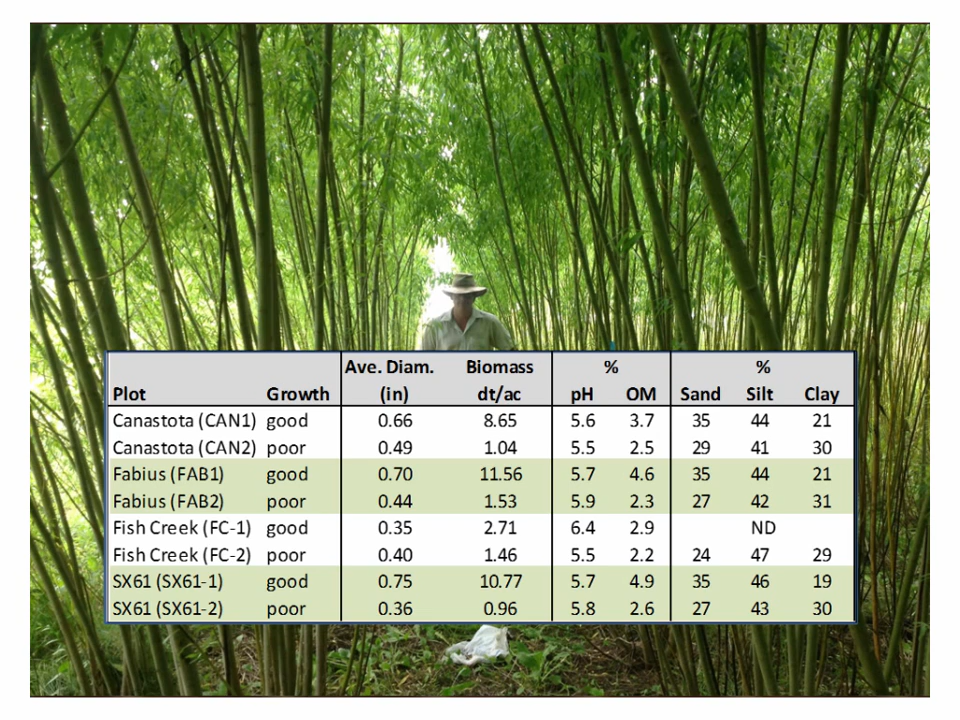 Ave. Diam. Biomass % %
Plot Growth (in) dt/ac pH OM Sand Silt Clay
Canastota (CAN1) good 0.66 8.65 5.6 3.7 35 44 21
Canastota (CAN2) poor 0.49 1.04 5.5 2.5 29 41 30
Fabius (FAB1) good 0.70 11.56 5.7 4.6 35 44 21
Fabius (FAB2) poor 0.44 1.53 5.9 2.3 27 42 31
Fish Creek (FC-1) good 0.35 2.71 6.4 2.9 ND
Fish Creek (FC-2) poor 0.40 1.46 5.5 2.2 24 47 29
SX61 (SX61-1) good 0.75 10.77 5.7 4.9 35 46 19
SX61 (SX61-2) poor 0.36 0.96 5.8 2.6 27 43 30